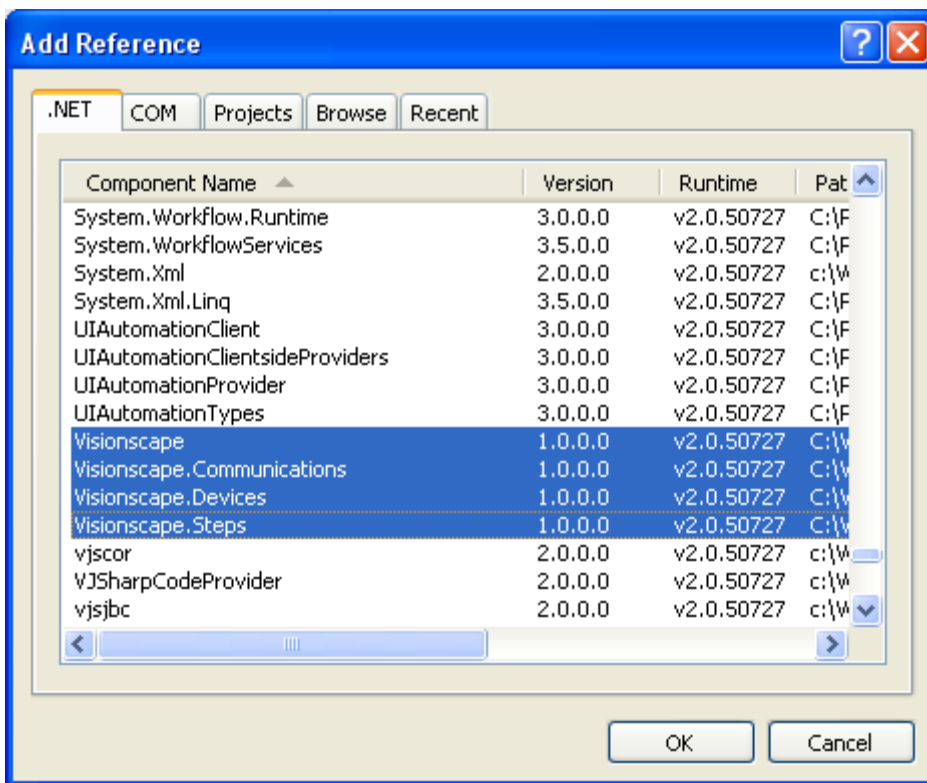 Add Reference
.NET COM Projects Browse Recent
Component Name Version Runtime Pat
System.Workflow.Runtime 3.0.0.0 v2.0.50727 C:\F
System.WorkflowServices 3.5.0.0 v2.0.50727 C:\F
System.Xml 2.0.0.0 v2.0.50727 c:\W
System.Xml.Linq 3.5.0.0 v2.0.50727 C:\F
UIAutomationClient 3.0.0.0 v2.0.50727 C:\F
UIAutomationClientsideProviders 3.0.0.0 v2.0.50727 C:\F
UIAutomationProvider 3.0.0.0 v2.0.50727 C:\F
UIAutomationTypes 3.0.0.0 v2.0.50727 C:\F
Visionscape 1.0.0.0 v2.0.50727 C:\V
Visionscape.Communications 1.0.0.0 v2.0.50727 C:\V
Visionscape.Devices 1.0.0.0 v2.0.50727 C:\V
Visionscape.Steps 1.0.0.0 v2.0.50727 C:\V
vjscor 2.0.0.0 v2.0.50727 c:\W
VJSharpCodeProvider 2.0.0.0 v2.0.50727 c:\W
vjsjbc 2.0.0.0 v2.0.50727 c:\W
OK Cancel